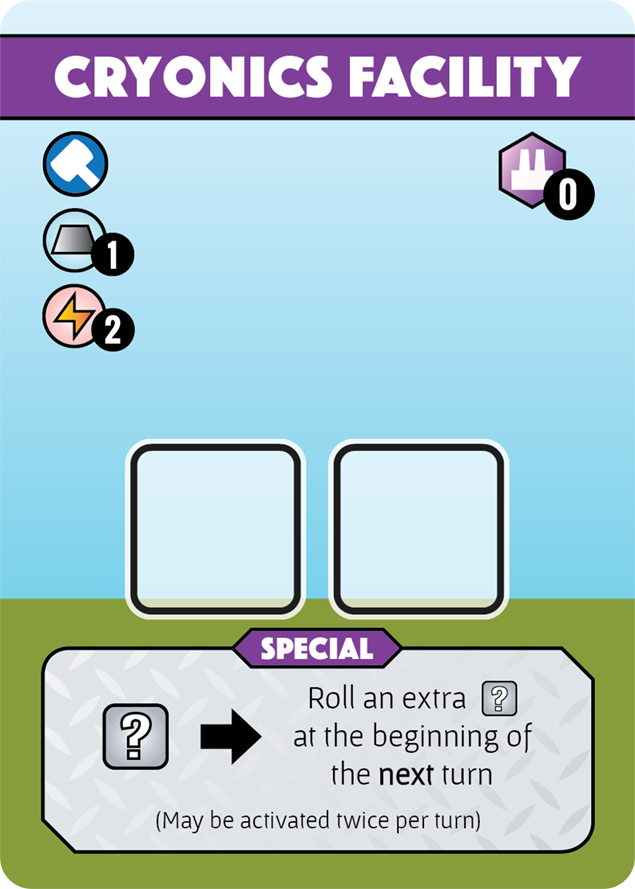 CRYONICS FACILITY
0
1
2
SPECIAL
? Roll an extra ?
at the beginning of
the next turn
(May be activated twice per turn)